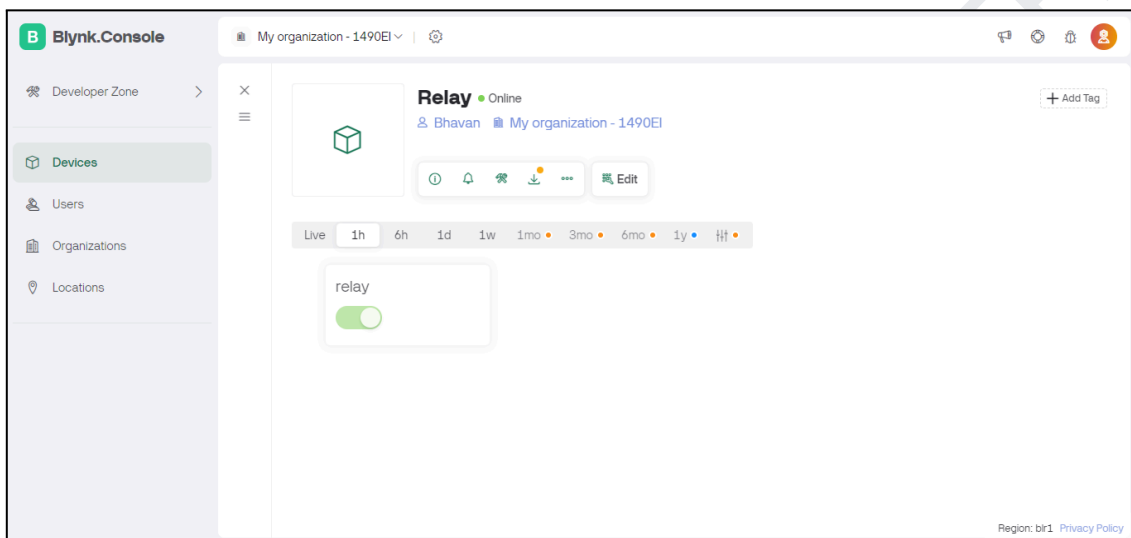 B Blynk.Console
My organization - 1490EI
Developer Zone
Devices
Users
Organizations
Locations
Relay Online
Bhavan My organization - 1490EI
Add Tag
Edit
Live 1h 6h 1d 1w 1mo 3mo 6mo 1y
relay
Region: blr1 Privacy Policy